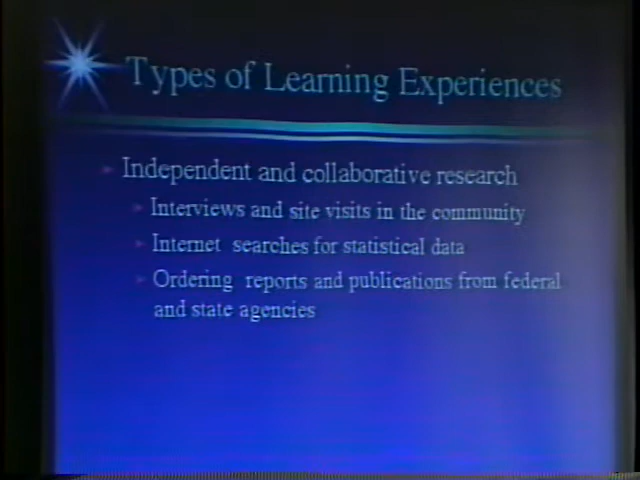 Types of Learning Experiences
Independent and collaborative research
Interviews and site visits in the community
Internet searches for statistical data
Ordering reports and publications from federal
and state agencies